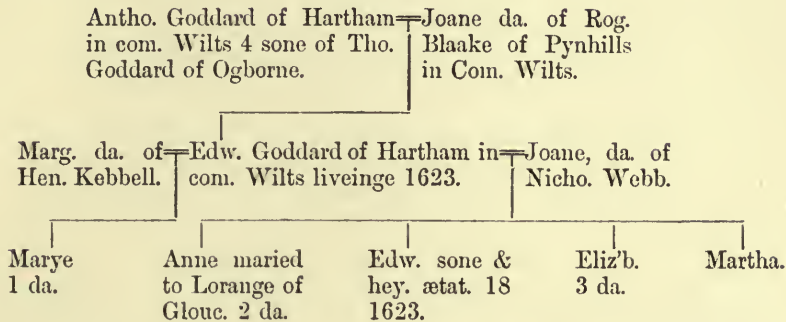 Antho. Goddard of Hartham
in com. Wilts 4 sone of Tho.
Goddard of Ogborne.
Joane da. of Rog.
Blaake of Pynhills
in Com. Wilts.
Marg. da. of
Hen. Kebbell.
Edw. Goddard of Hartham in
com. Wilts liveinge 1623.
Joane, da. of
Nicho. Webb.
Marye
1 da.
Anne maried
to Lorange of
Glouc. 2 da.
Edw. sone &
hey. ætat. 18
1623.
Eliz'b.
3 da.
Martha.